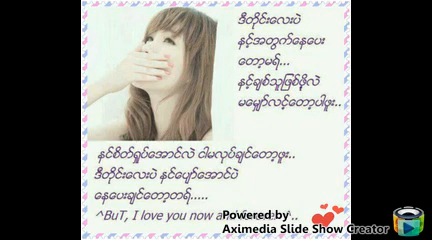 ဒီတိုင်းလေးပဲ
နင့်အတွက်နေပေး
တော့မရ်...
နင့်ချစ်သူဖြစ်ဖို့လဲ
မမျှော်လင့်တော့ပါဖူး..
နင်စိတ်ရှုပ်အောင်လဲ ငါမလုပ်ချင်တော့ဖူး..
ဒီတိုင်းလေးပဲ နင်ပျော်အောင်ပဲ
နေပေးချင်တော့တရ်.....
^BuT, I love you now
Powered by
Aximedia Slide Show Creator